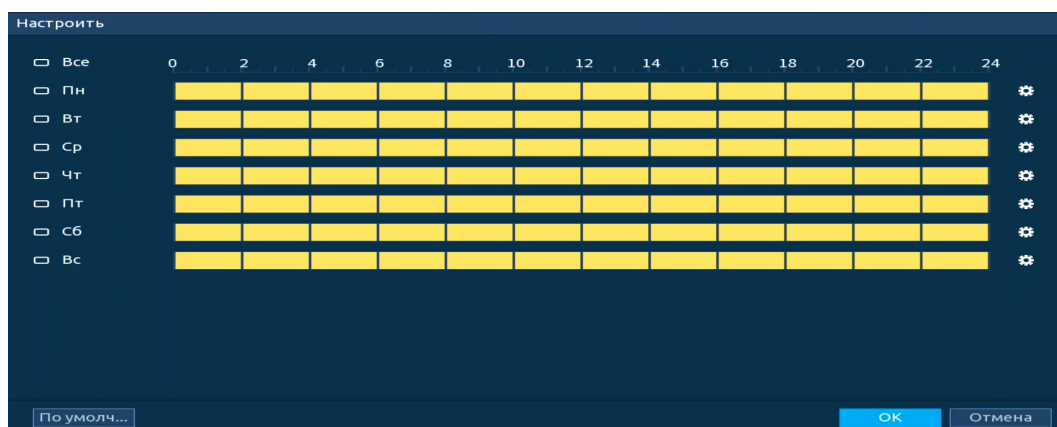 Настроить
Все 0 2 4 6 8 10 12 14 16 18 20 22 24
Пн
Вт
Ср
Чт
Пт
Сб
Вс
По умолч... OK Отмена